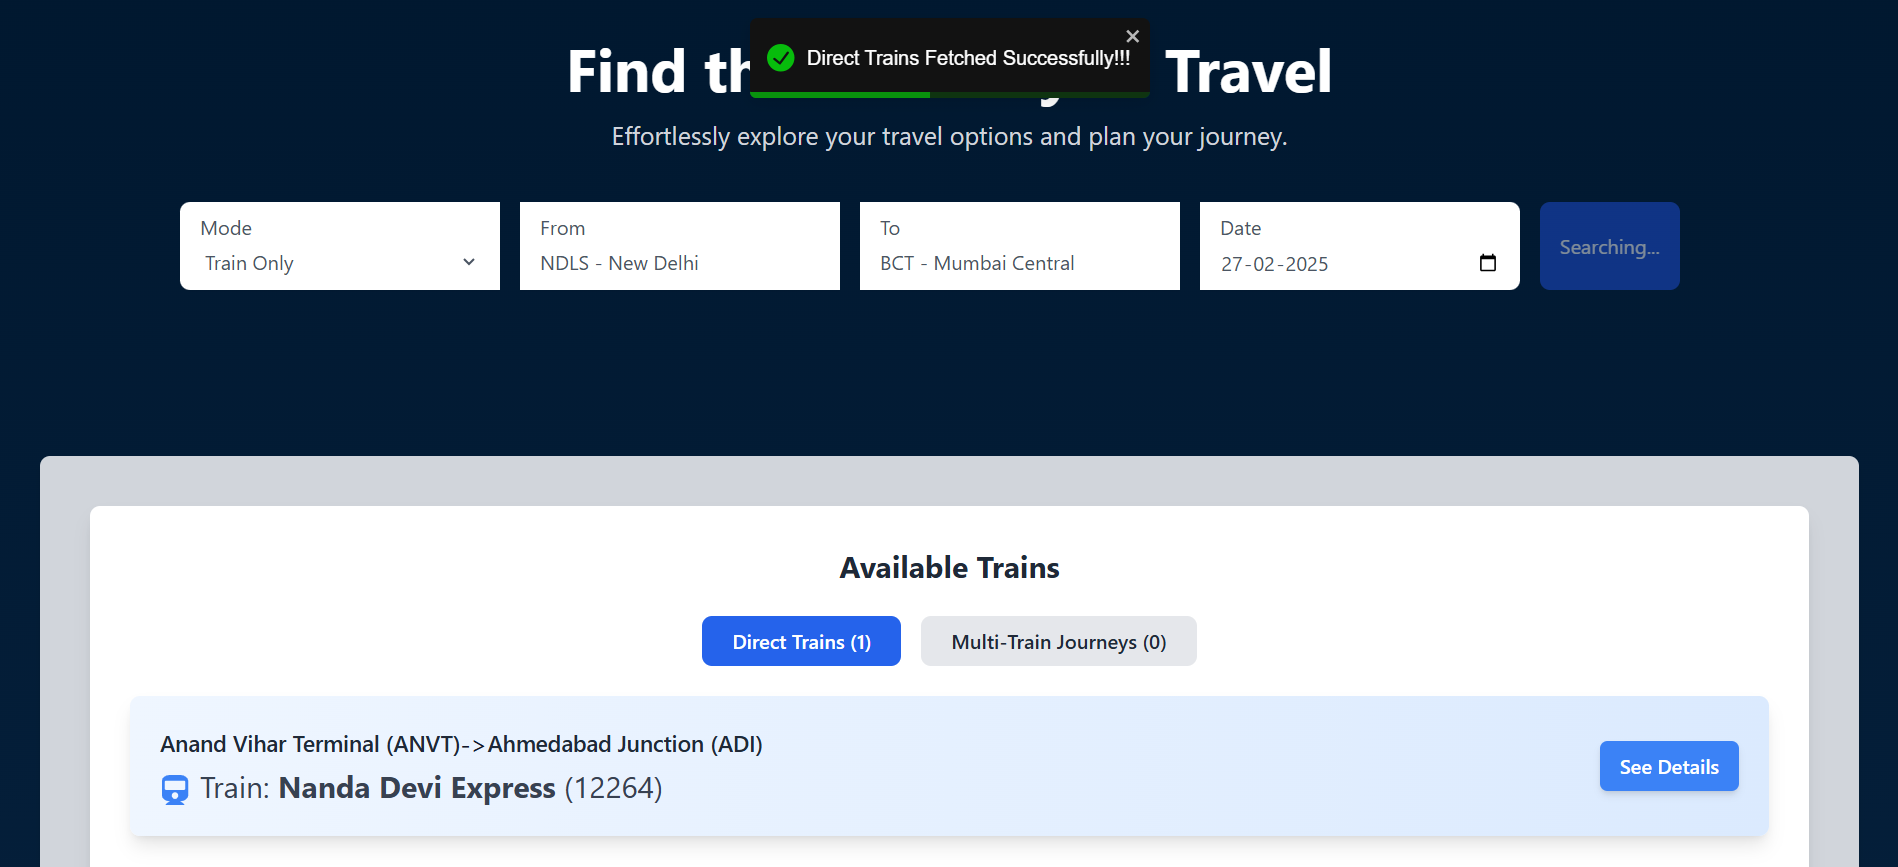 Direct Trains Fetched Successfully!!!
Find Travel
Effortlessly explore your travel options and plan your journey.
Mode
Train Only
From
NDLS - New Delhi
To
BCT - Mumbai Central
Date
27-02-2025
Searching...
Available Trains
Direct Trains (1)
Multi-Train Journeys (0)
Anand Vihar Terminal (ANVT)->Ahmedabad Junction (ADI)
Train: Nanda Devi Express (12264)
See Details